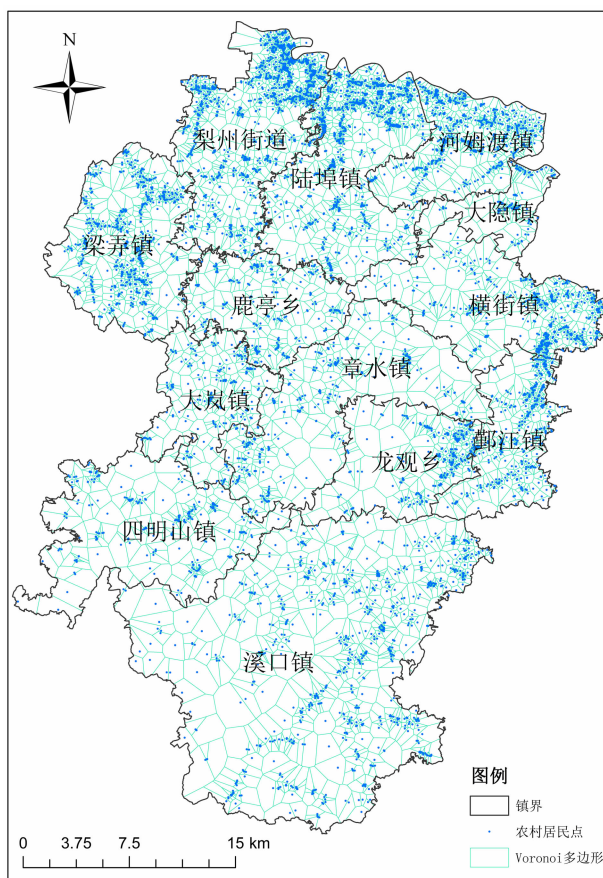 N
梨州街道
河姆渡镇
陆埠镇
大隐镇
梁弄镇
鹿亭乡
横街镇
章水镇
大岚镇
鄞江镇
龙观乡
四明山镇
溪口镇
图例
镇界
农村居民点
Voronoi多边形
0 3.75 7.5 15 km